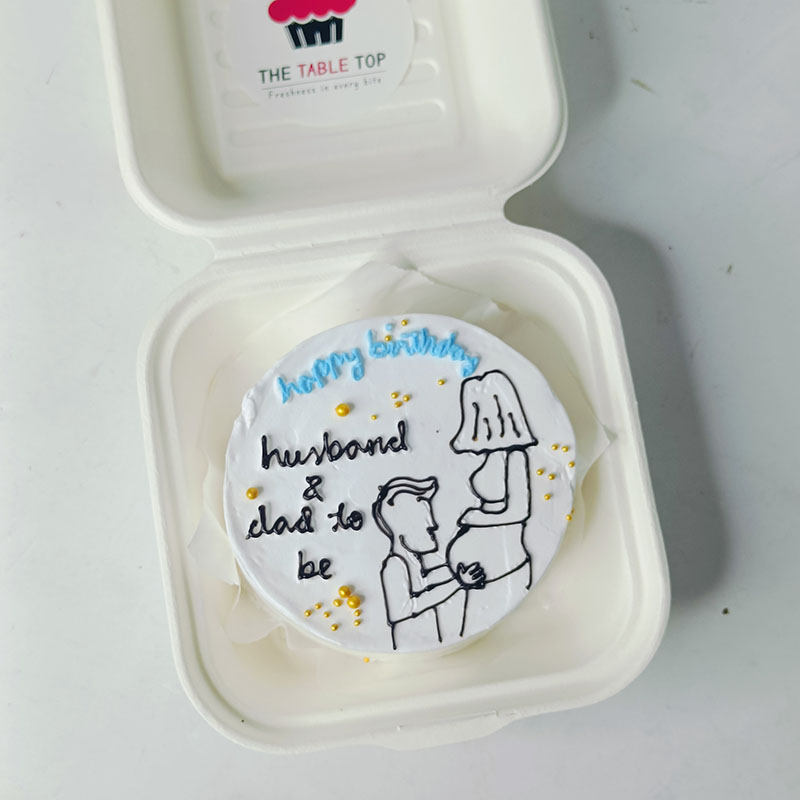 THE TABLE TOP
Freshness in every bite
happy birthday
husband
&
dad to
be